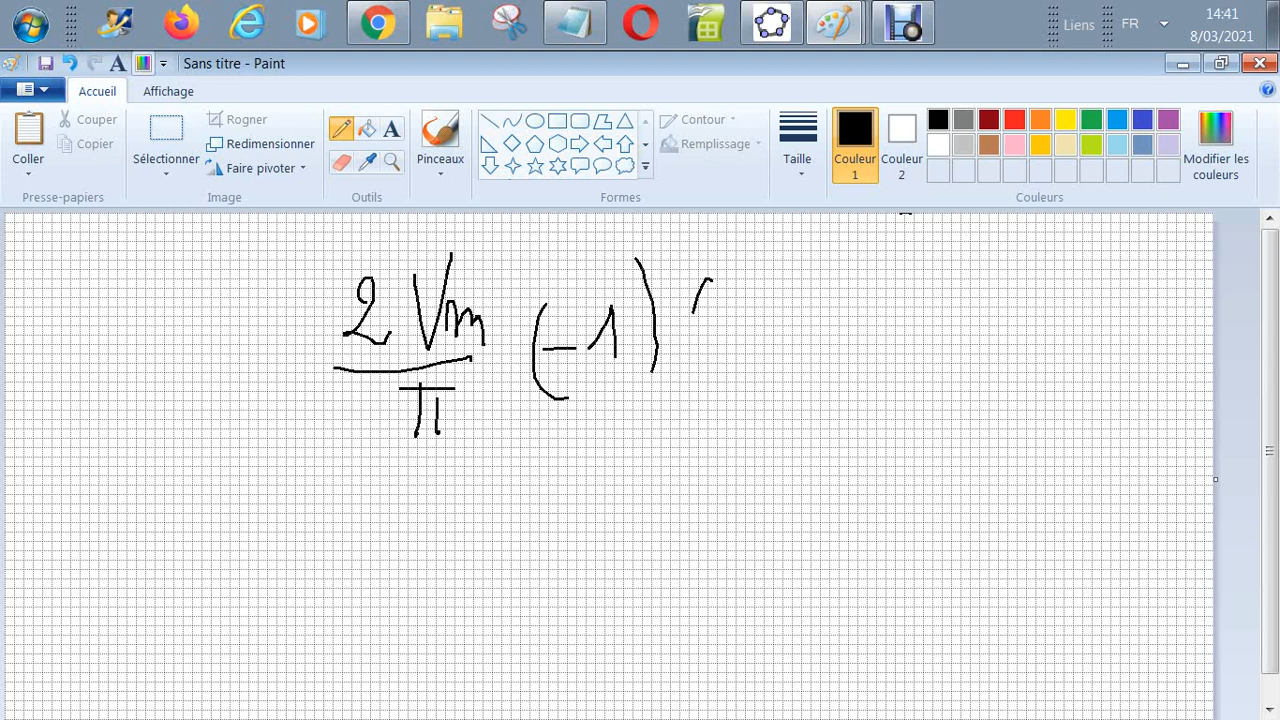 Liens
FR
14:41
8/03/2021
Sans titre - Paint
Accueil
Affichage
Coller
Couper
Copier
Presse-papiers
Sélectionner
Rogner
Redimensionner
Faire pivoter
Image
Outils
Pinceaux
Formes
Contour
Remplissage
Taille
Couleur
1
Couleur
2
Modifier les
couleurs
Couleurs
2 Vm (-1)
π